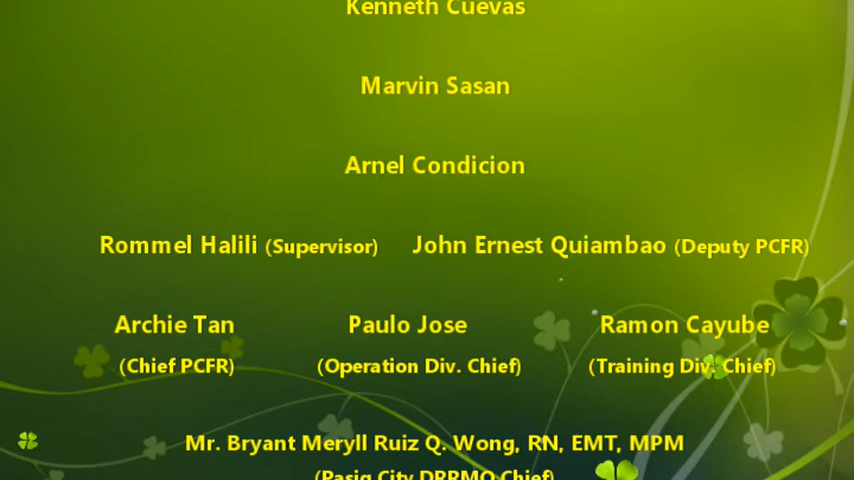 Kenneth Cuevas
Marvin Sasan
Arnel Condicion
Rommel Halili (Supervisor) John Ernest Quiambao (Deputy PCFR)
Archie Tan Paulo Jose Ramon Cayube
(Chief PCFR) (Operation Div. Chief) (Training Div. Chief)
Mr. Bryant Meryll Ruiz Q. Wong, RN, EMT, MPM
(Pasig City DRRMO Chief)